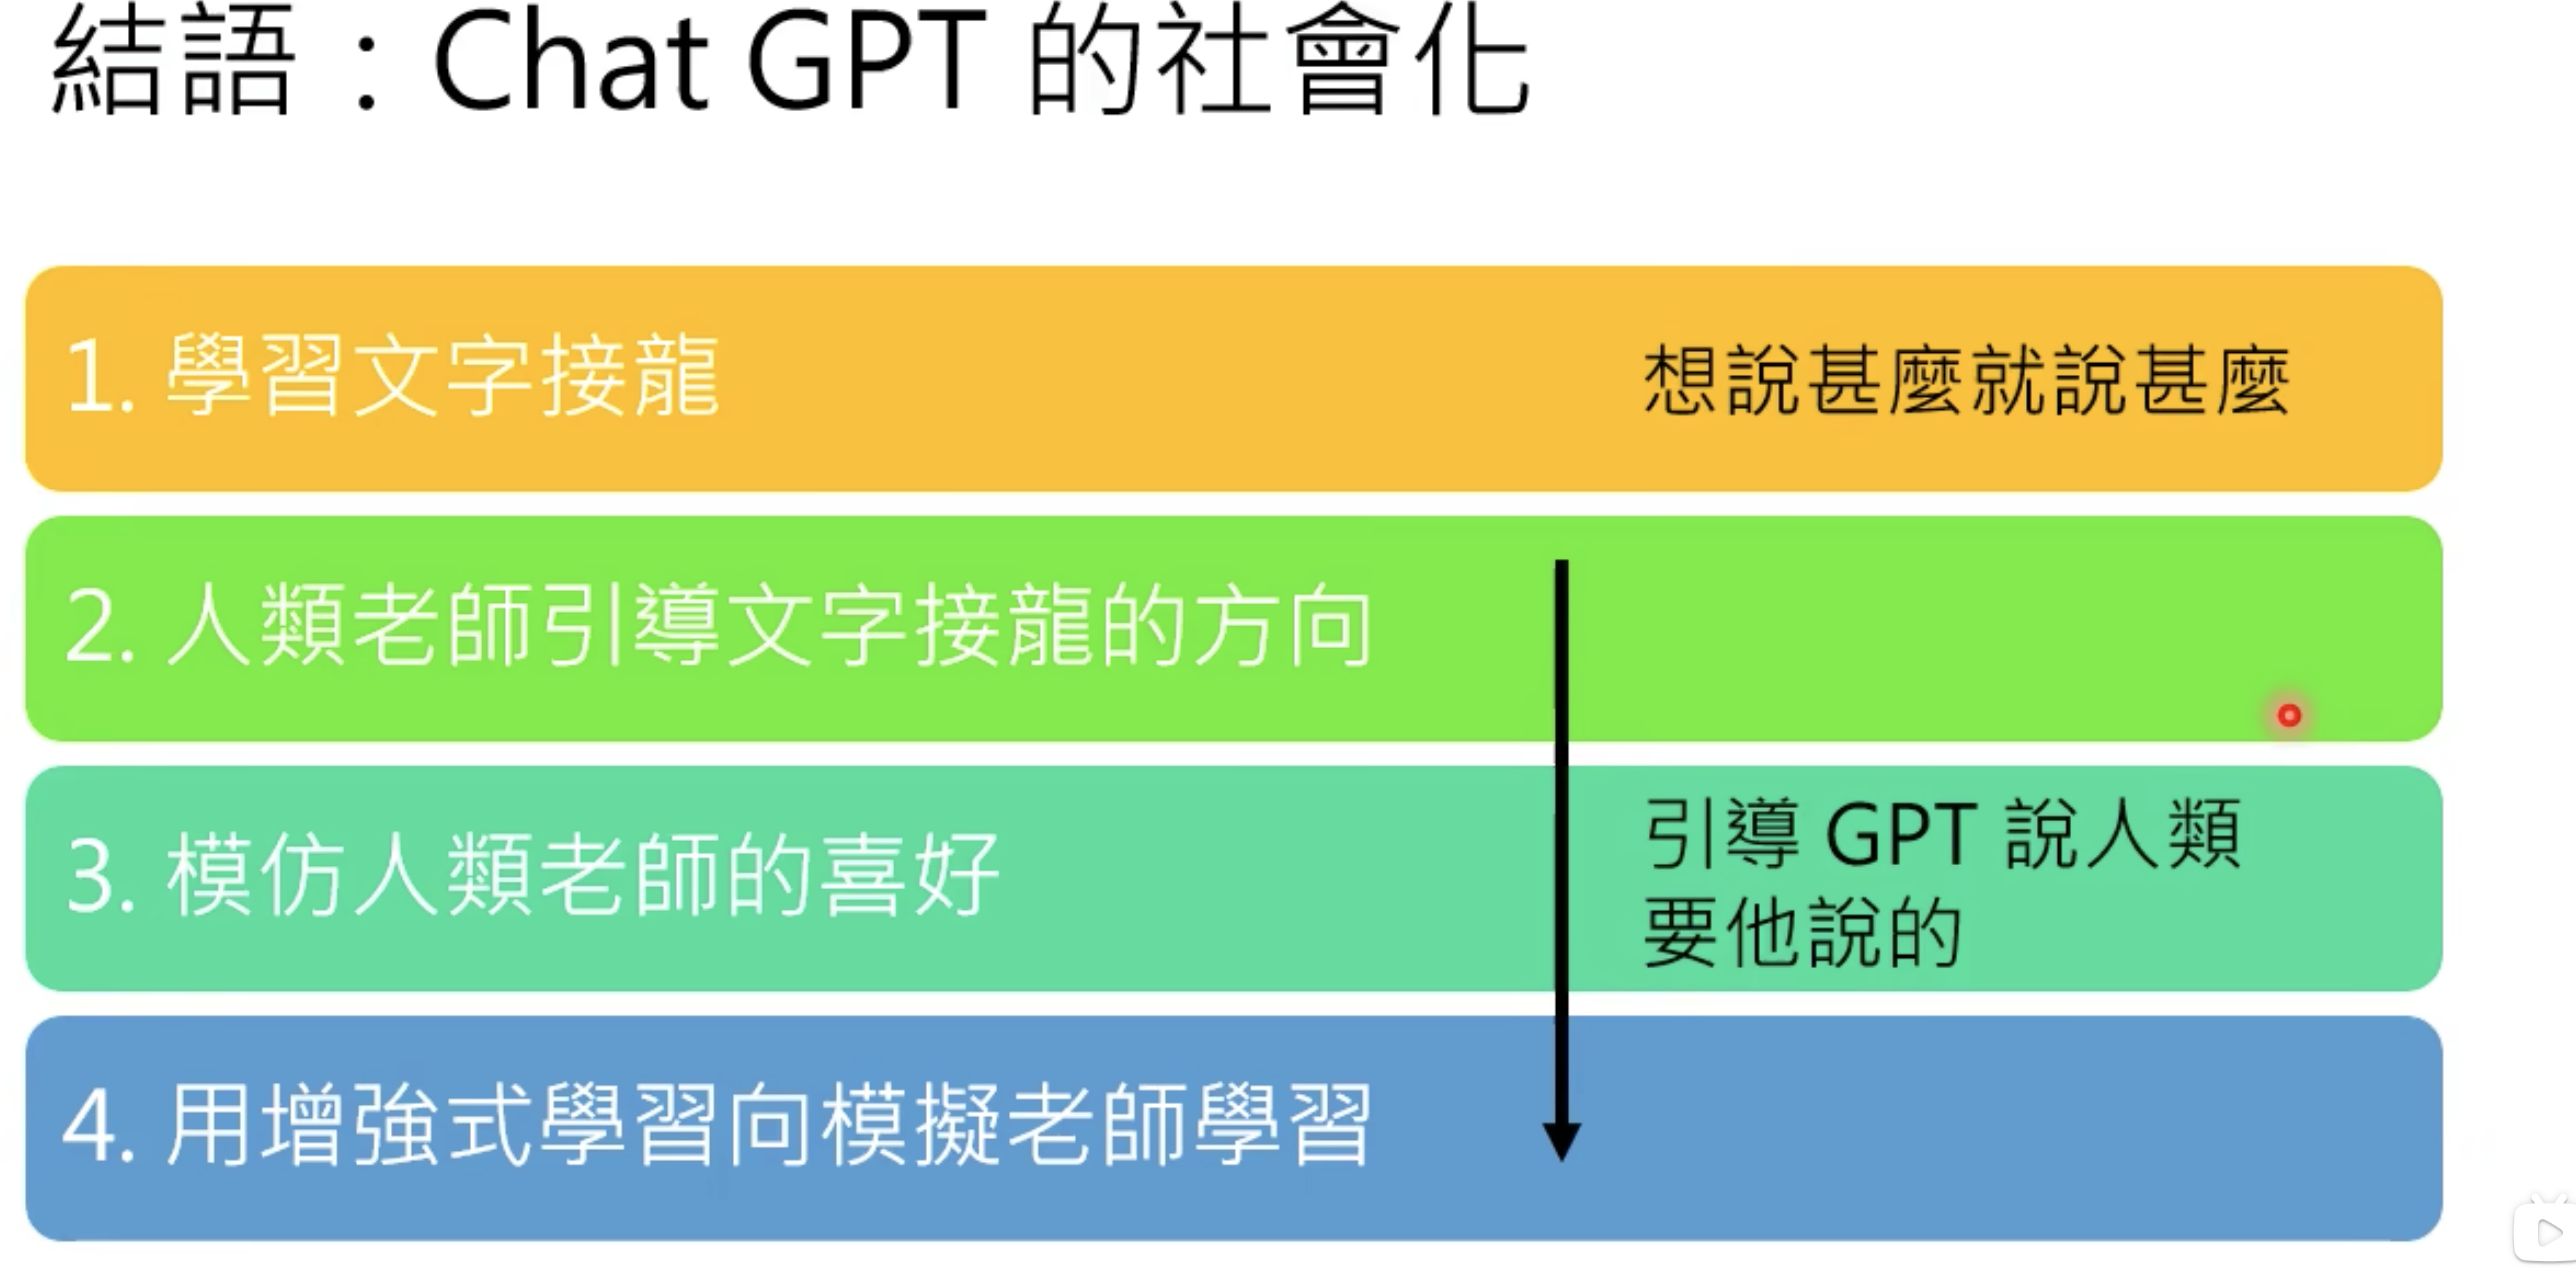 結語：Chat GPT 的社會化
1. 學習文字接龍
想說甚麼就說甚麼
2. 人類老師引導文字接龍的方向
3. 模仿人類老師的喜好
引導 GPT 說人類
要他說的
4. 用增強式學習向模擬老師學習